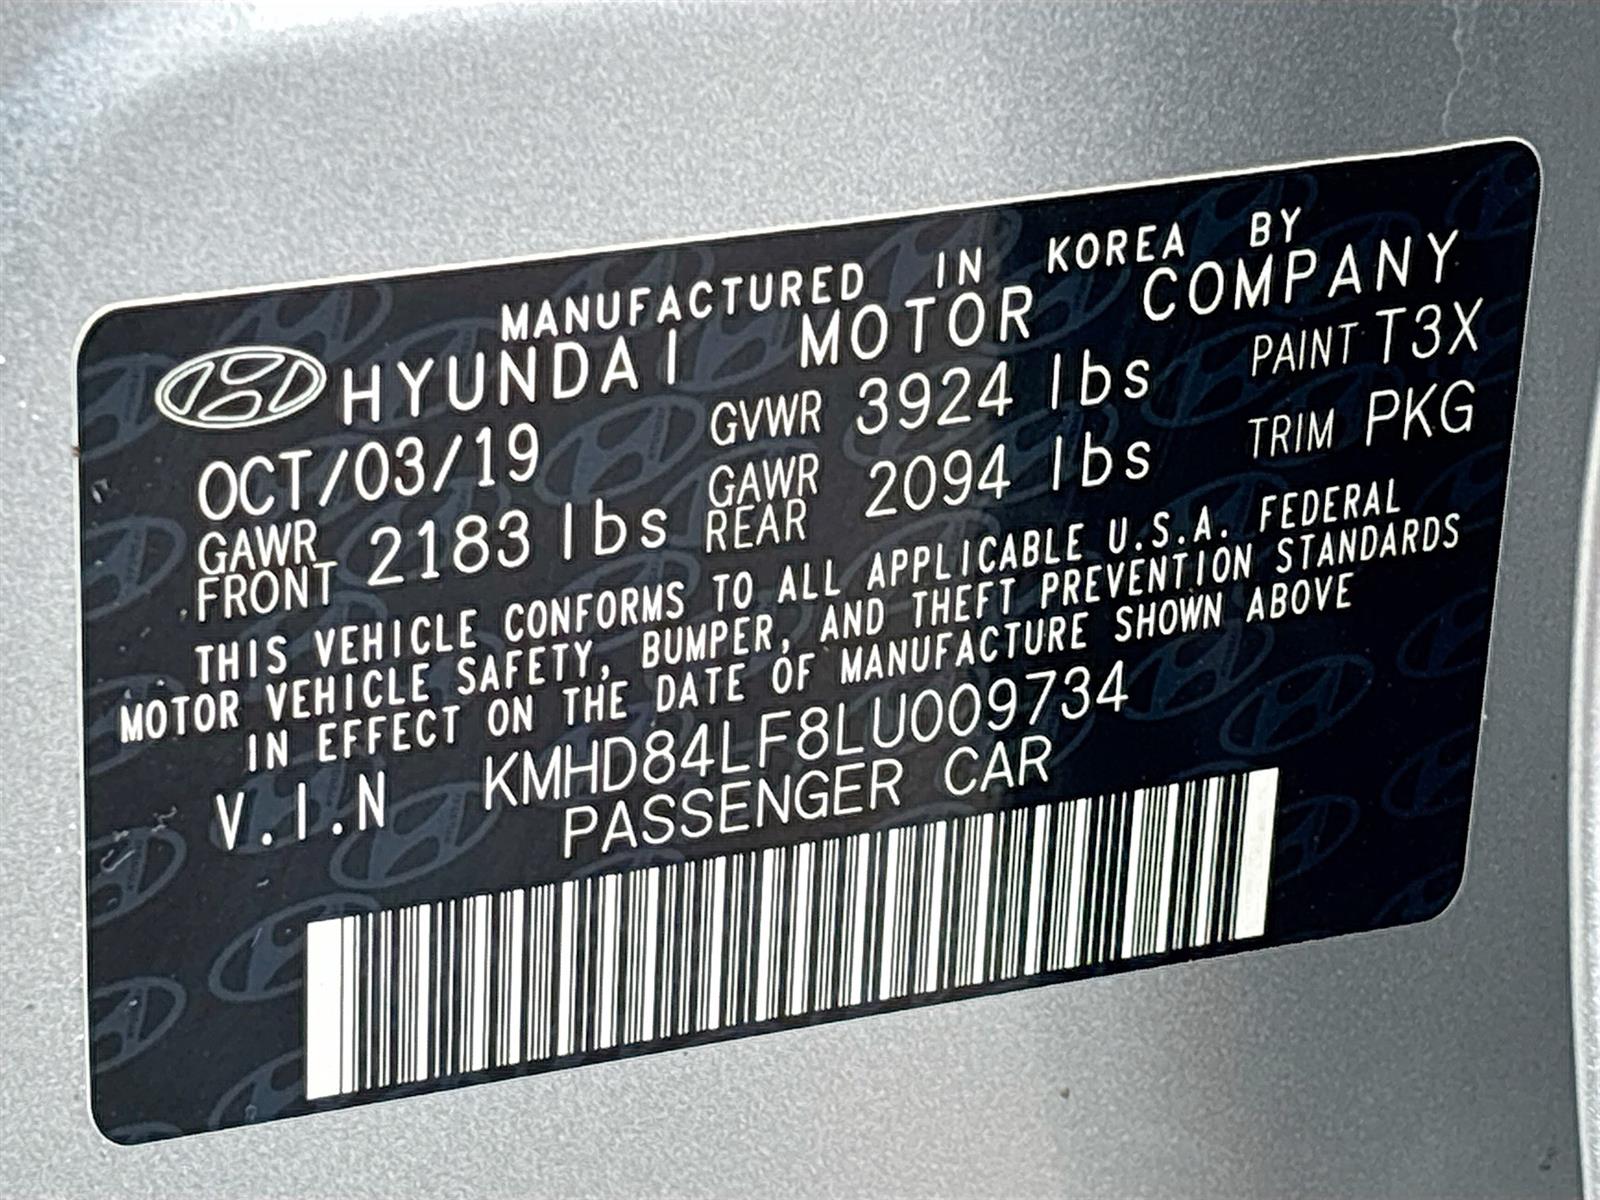 MANUFACTURED IN KOREA BY
HYUNDAI MOTOR COMPANY
OCT/03/19 GVWR 3924 lbs PAINT T3X
GAWR FRONT 2183 lbs GAWR REAR 2094 lbs TRIM PKG
THIS VEHICLE CONFORMS TO ALL APPLICABLE U.S.A. FEDERAL
MOTOR VEHICLE SAFETY, BUMPER, AND THEFT PREVENTION STANDARDS
IN EFFECT ON THE DATE OF MANUFACTURE SHOWN ABOVE
V.I.N KMHD84LF8LU009734
PASSENGER CAR